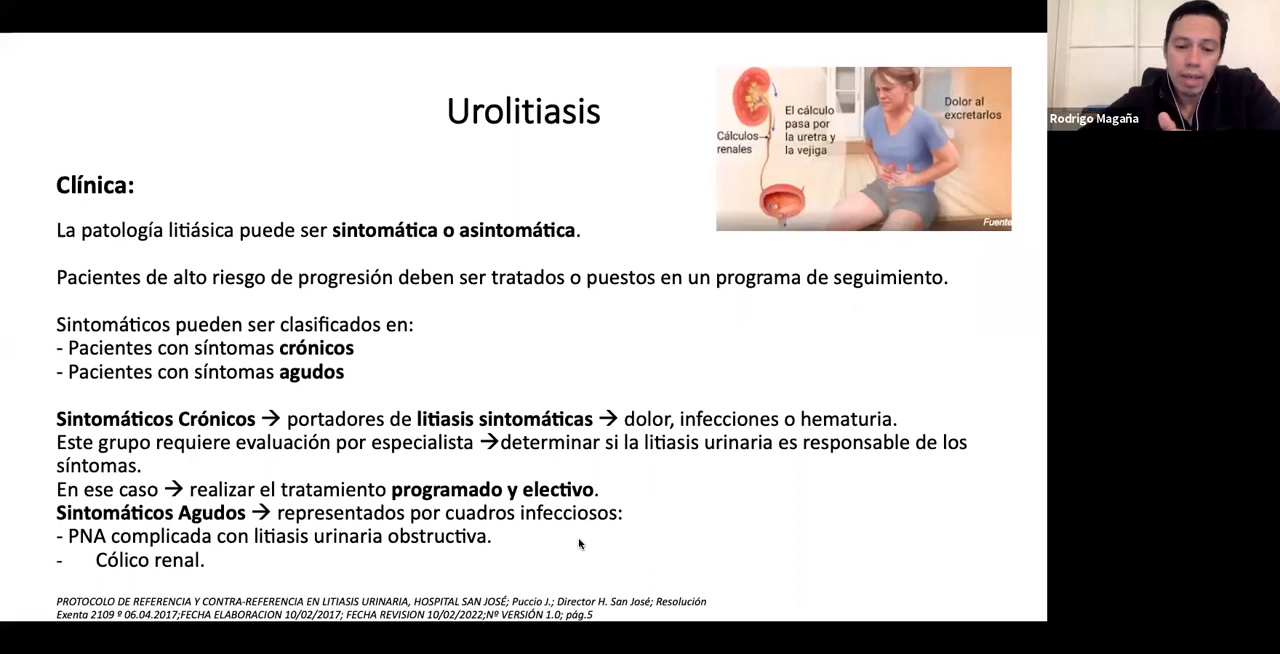 Urolitiasis
El cálculo
pasa por
la uretra y
la vejiga
Dolor al
excretarlos
Cálculos
renales
Fuente
Rodrigo Magaña
Clínica:
La patología litiásica puede ser sintomática o asintomática.
Pacientes de alto riesgo de progresión deben ser tratados o puestos en un programa de seguimiento.
Sintomáticos pueden ser clasificados en:
- Pacientes con síntomas crónicos
- Pacientes con síntomas agudos
Sintomáticos Crónicos → portadores de litiasis sintomáticas → dolor, infecciones o hematuria.
Este grupo requiere evaluación por especialista →determinar si la litiasis urinaria es responsable de los
síntomas.
En ese caso → realizar el tratamiento programado y electivo.
Sintomáticos Agudos → representados por cuadros infecciosos:
- PNA complicada con litiasis urinaria obstructiva.
- Cólico renal.
PROTOCOLO DE REFERENCIA Y CONTRA-REFERENCIA EN LITIASIS URINARIA, HOSPITAL SAN JOSÉ; Puccio J.; Director H. San José; Resolución
Exenta 2109 º 06.04.2017;FECHA ELABORACION 10/02/2017; FECHA REVISION 10/02/2022;Nº VERSIÓN 1.0; pág.5